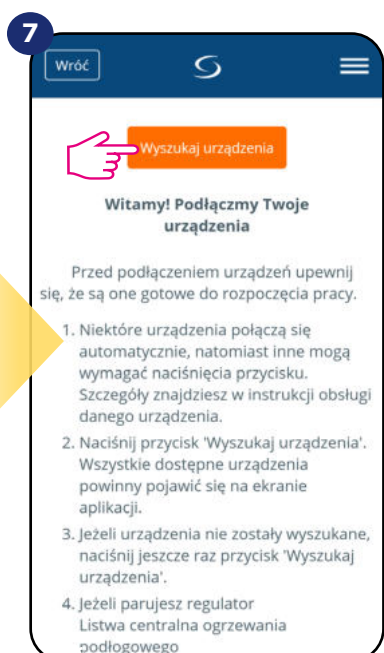 7
Wróć
Wyszukaj urządzenia
Witamy! Podłączmy Twoje
urządzenia
Przed podłączeniem urządzeń upewnij
się, że są one gotowe do rozpoczęcia pracy.
1. Niektóre urządzenia połączą się
automatycznie, natomiast inne mogą
wymagać naciśnięcia przycisku.
Szczegóły znajdziesz w instrukcji obsługi
danego urządzenia.
2. Naciśnij przycisk 'Wyszukaj urządzenia'.
Wszystkie dostępne urządzenia
powinny pojawić się na ekranie
aplikacji.
3. Jeżeli urządzenia nie zostały wyszukane,
naciśnij jeszcze raz przycisk 'Wyszukaj
urządzenia'.
4. Jeżeli parujesz regulator
Listwa centralna ogrzewania
podłogowego